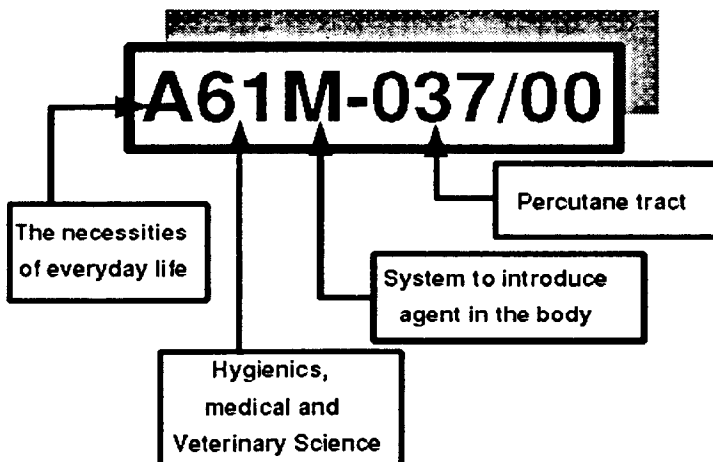 A61M-037/00
Percutane tract
The necessities
of everyday life
System to introduce
agent in the body
Hygienics,
medical and
Veterinary Science